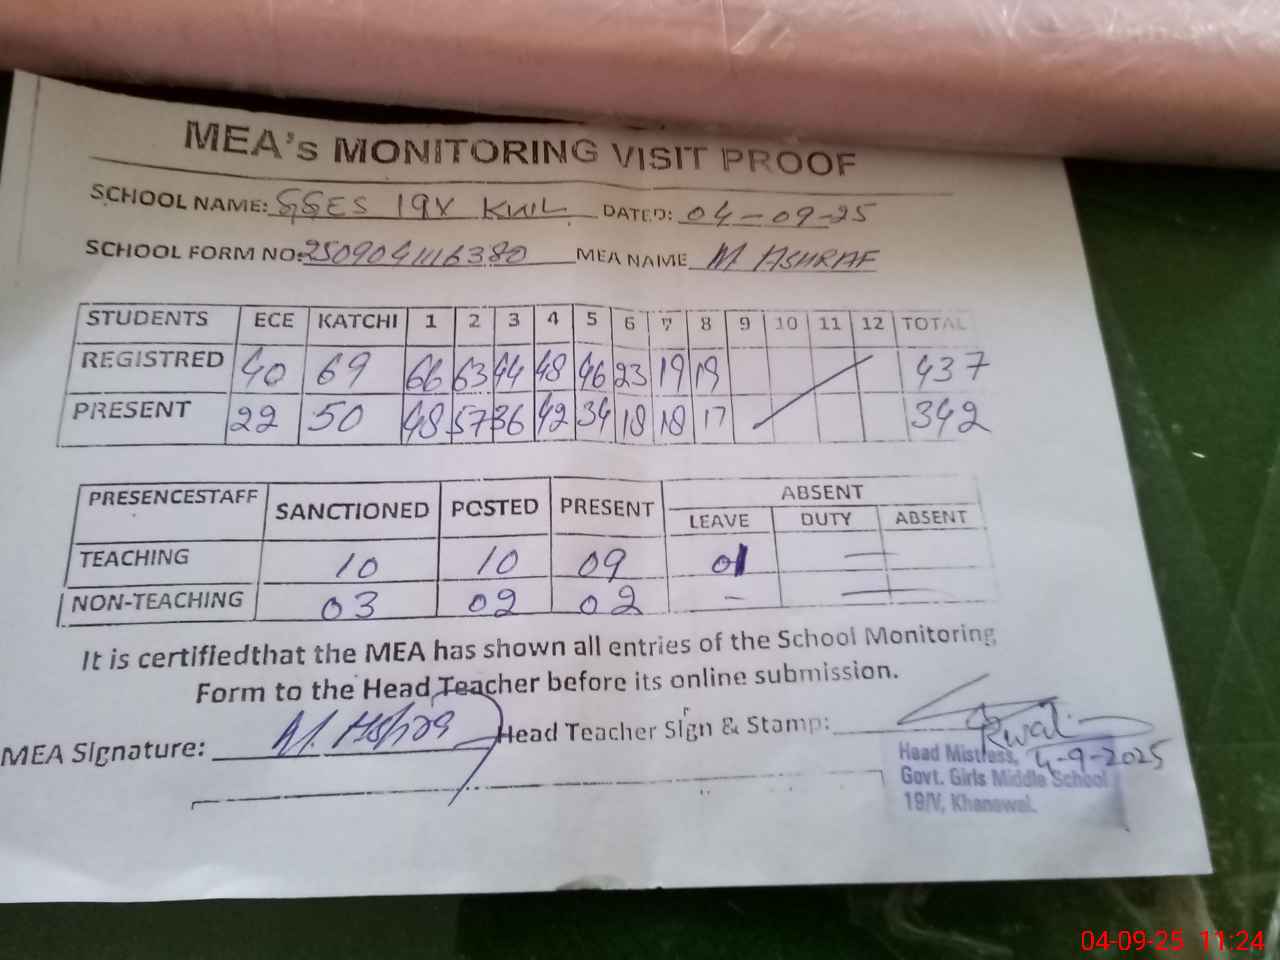 MEA's MONITORING VISIT PROOF
SCHOOL NAME: GGES 19V KWL DATED: 04-09-25
SCHOOL FORM NO: 250904116380 MEA NAME M ASHRAF
STUDENTS ECE KATCHI 1 2 3 4 5 6 7 8 9 10 11 12 TOTAL
REGISTRED 40 69 66 63 44 48 46 23 19 19 437
PRESENT 22 50 48 57 36 42 34 18 18 17 342
PRESENCESTAFF SANCTIONED POSTED PRESENT ABSENT
LEAVE DUTY ABSENT
TEACHING 10 10 09 01 =
NON-TEACHING 03 02 02 - =
It is certifiedthat the MEA has shown all entries of the School Monitoring
Form to the Head Teacher before its online submission.
MEA Signature: M. Ashraf Head Teacher Sign & Stamp:
4-9-2025
Head Mistress,
Govt. Girls Middle School
19/V, Khanewal.
04-09-25 11:24